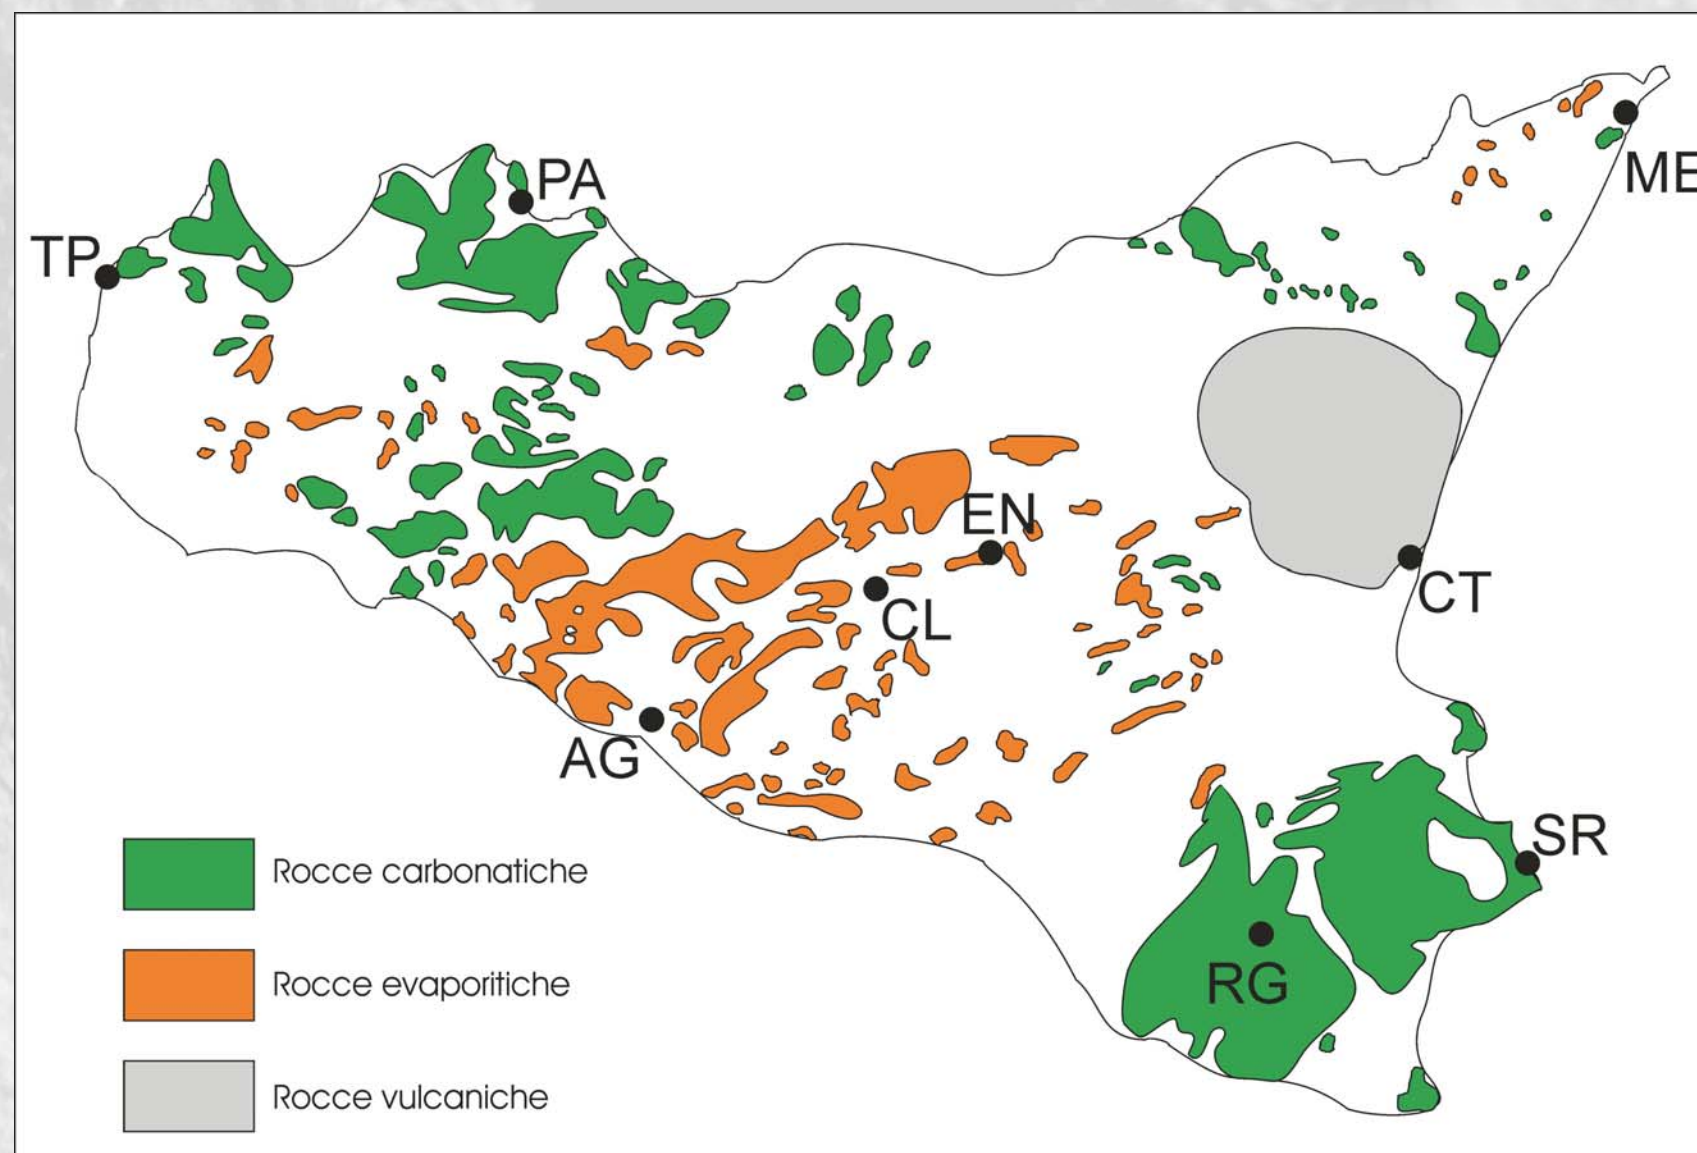 PA
ME
TP
EN
CT
CL
AG
SR
RG
Rocce carbonatiche
Rocce evaporitiche
Rocce vulcaniche